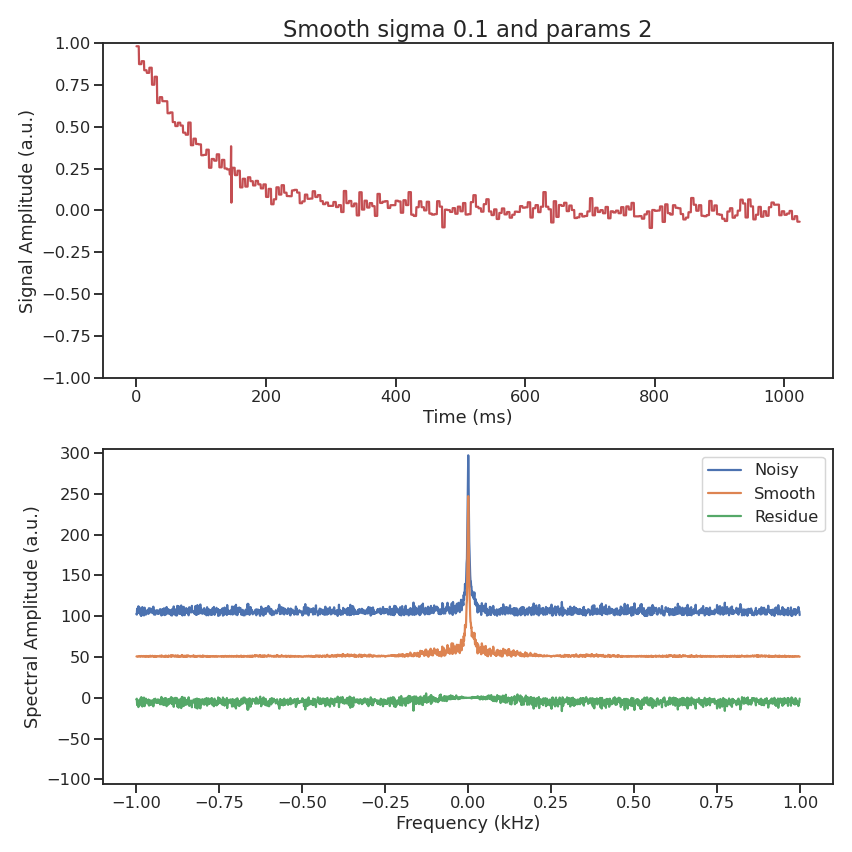 Smooth sigma 0.1 and params 2
1.00
0.75
0.50
0.25
0.00
−0.25
−0.50
−0.75
−1.00
Signal Amplitude (a.u.)
0 200 400 600 800 1000
Time (ms)
300
250
200
150
100
50
0
−50
−100
Spectral Amplitude (a.u.)
Noisy
Smooth
Residue
−1.00 −0.75 −0.50 −0.25 0.00 0.25 0.50 0.75 1.00
Frequency (kHz)